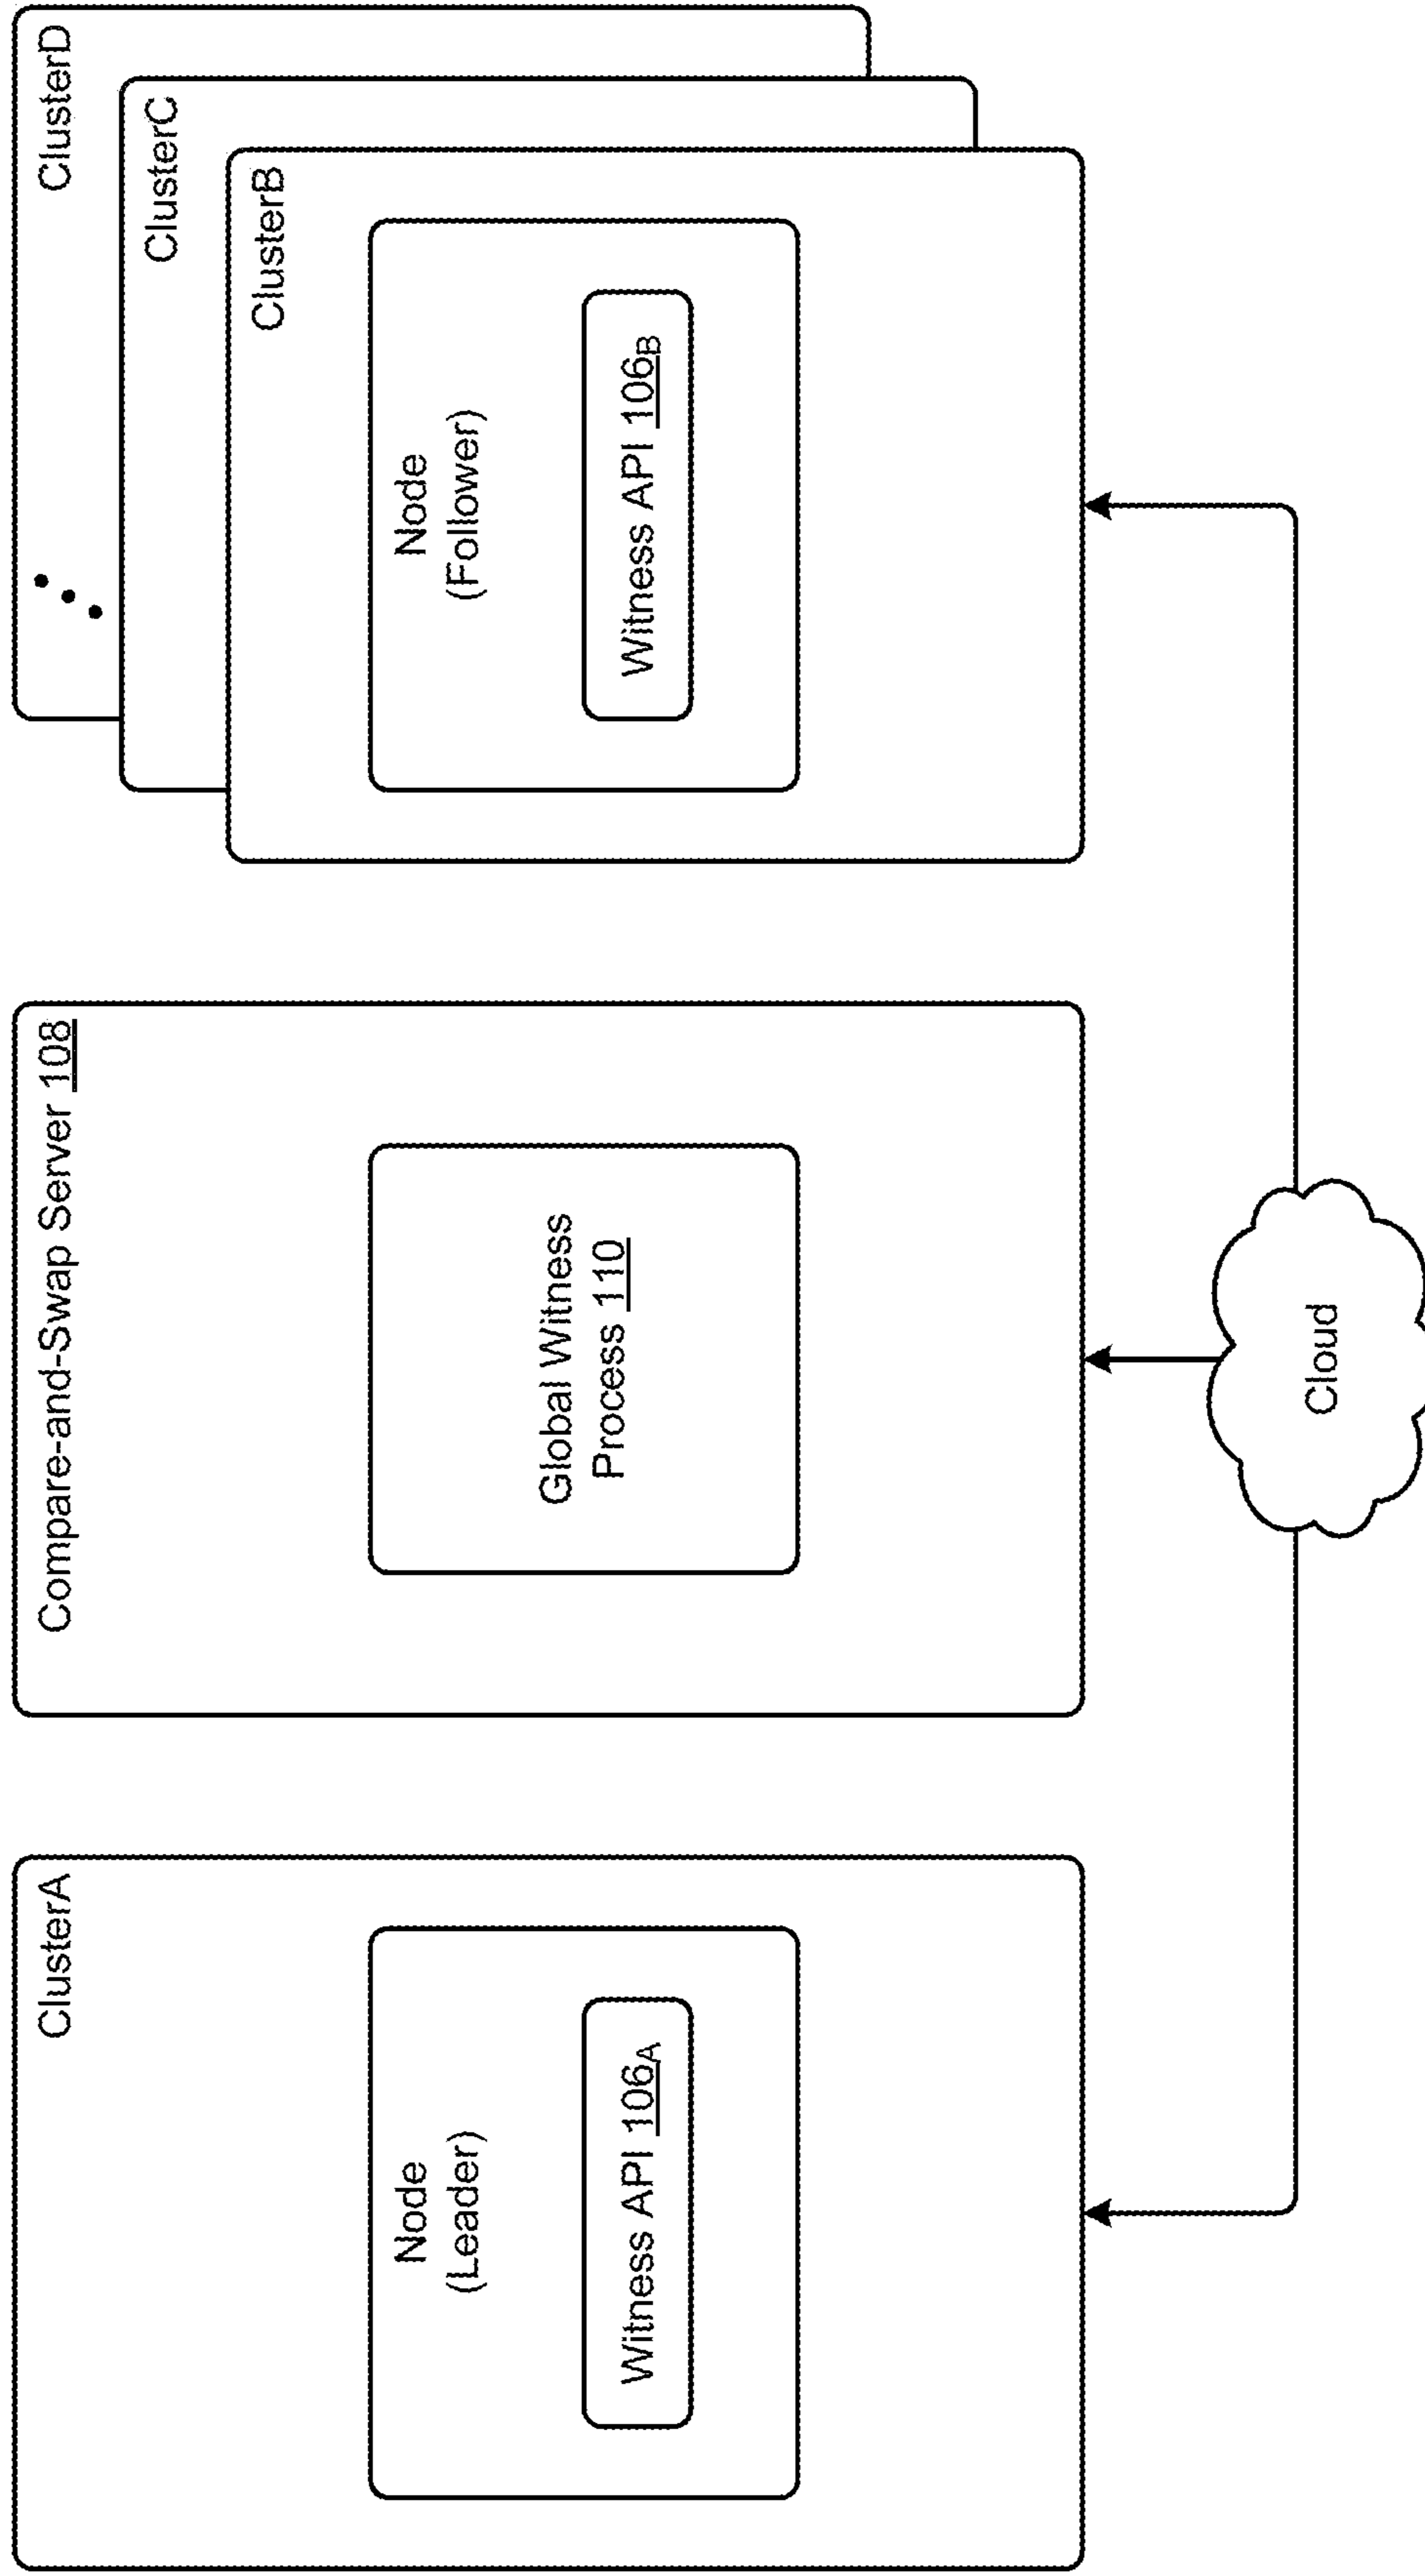 ClusterA
Node
(Leader)
Witness API 106A
Compare-and-Swap Server 108
Global Witness
Process 110
ClusterD
ClusterC
ClusterB
Node
(Follower)
Witness API 106B
Cloud